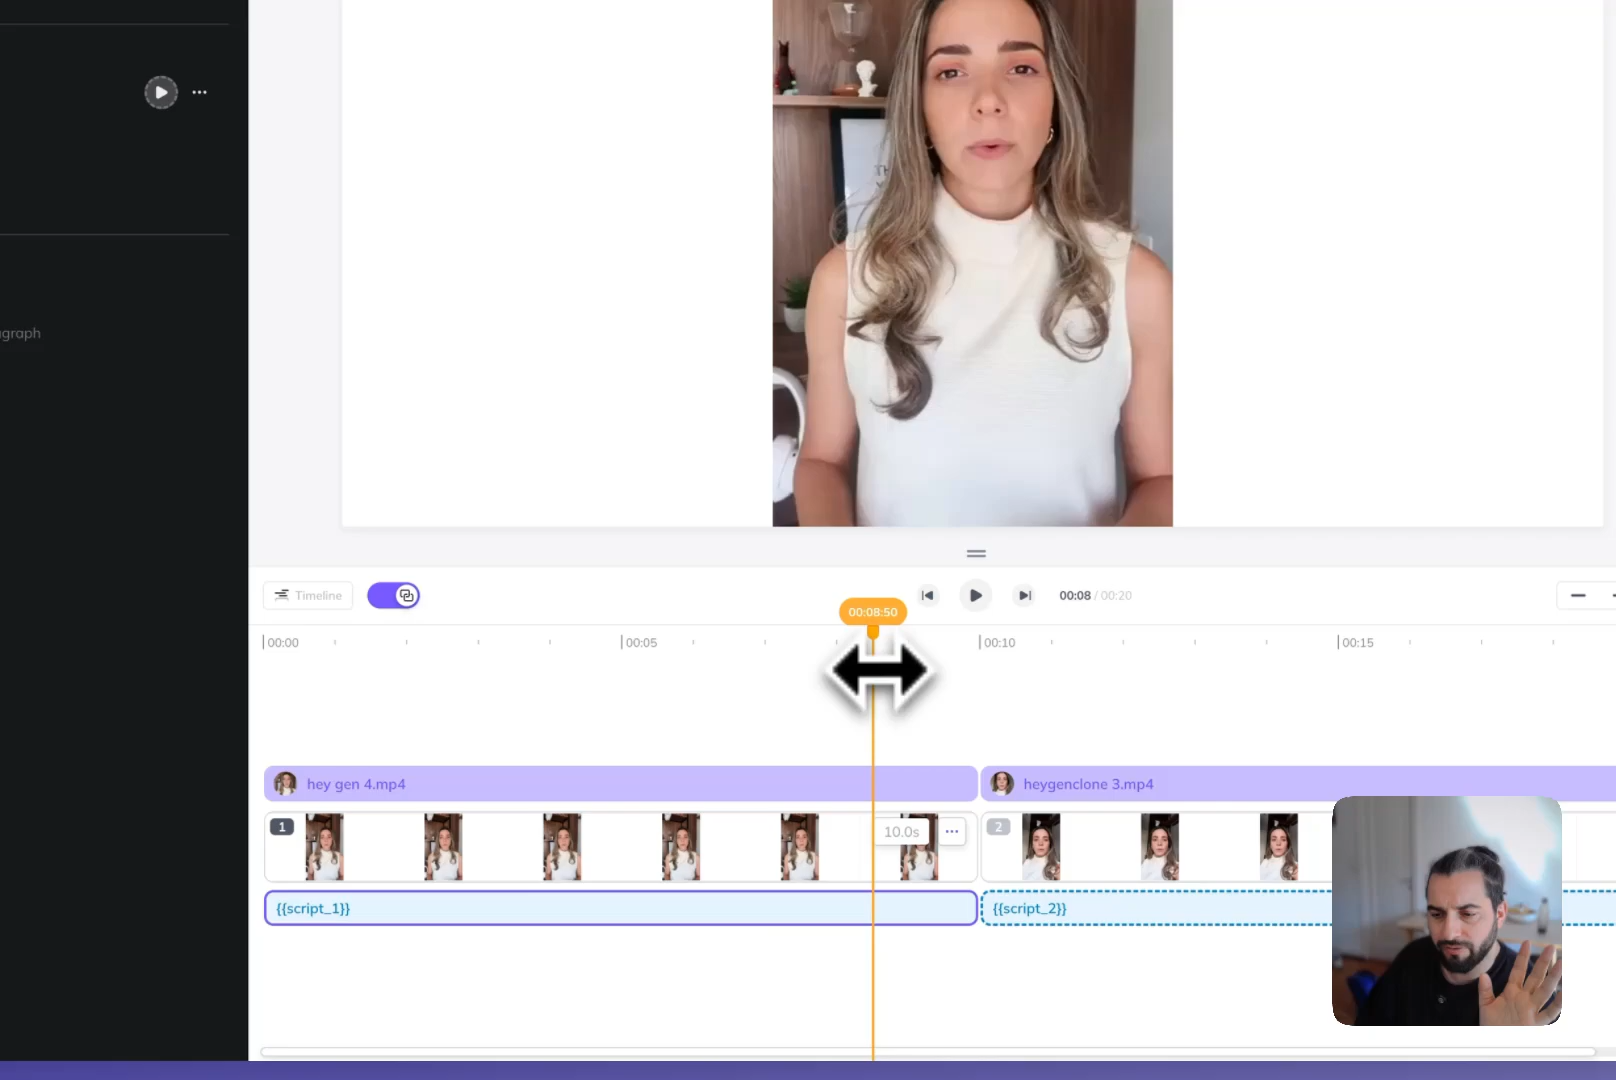 agraph
Timeline
00:08 / 00:20
00:08:50
00:00
00:05
00:10
00:15
hey gen 4.mp4
heygenclone 3.mp4
1
10.0s
2
{{script_1}}
{{script_2}}